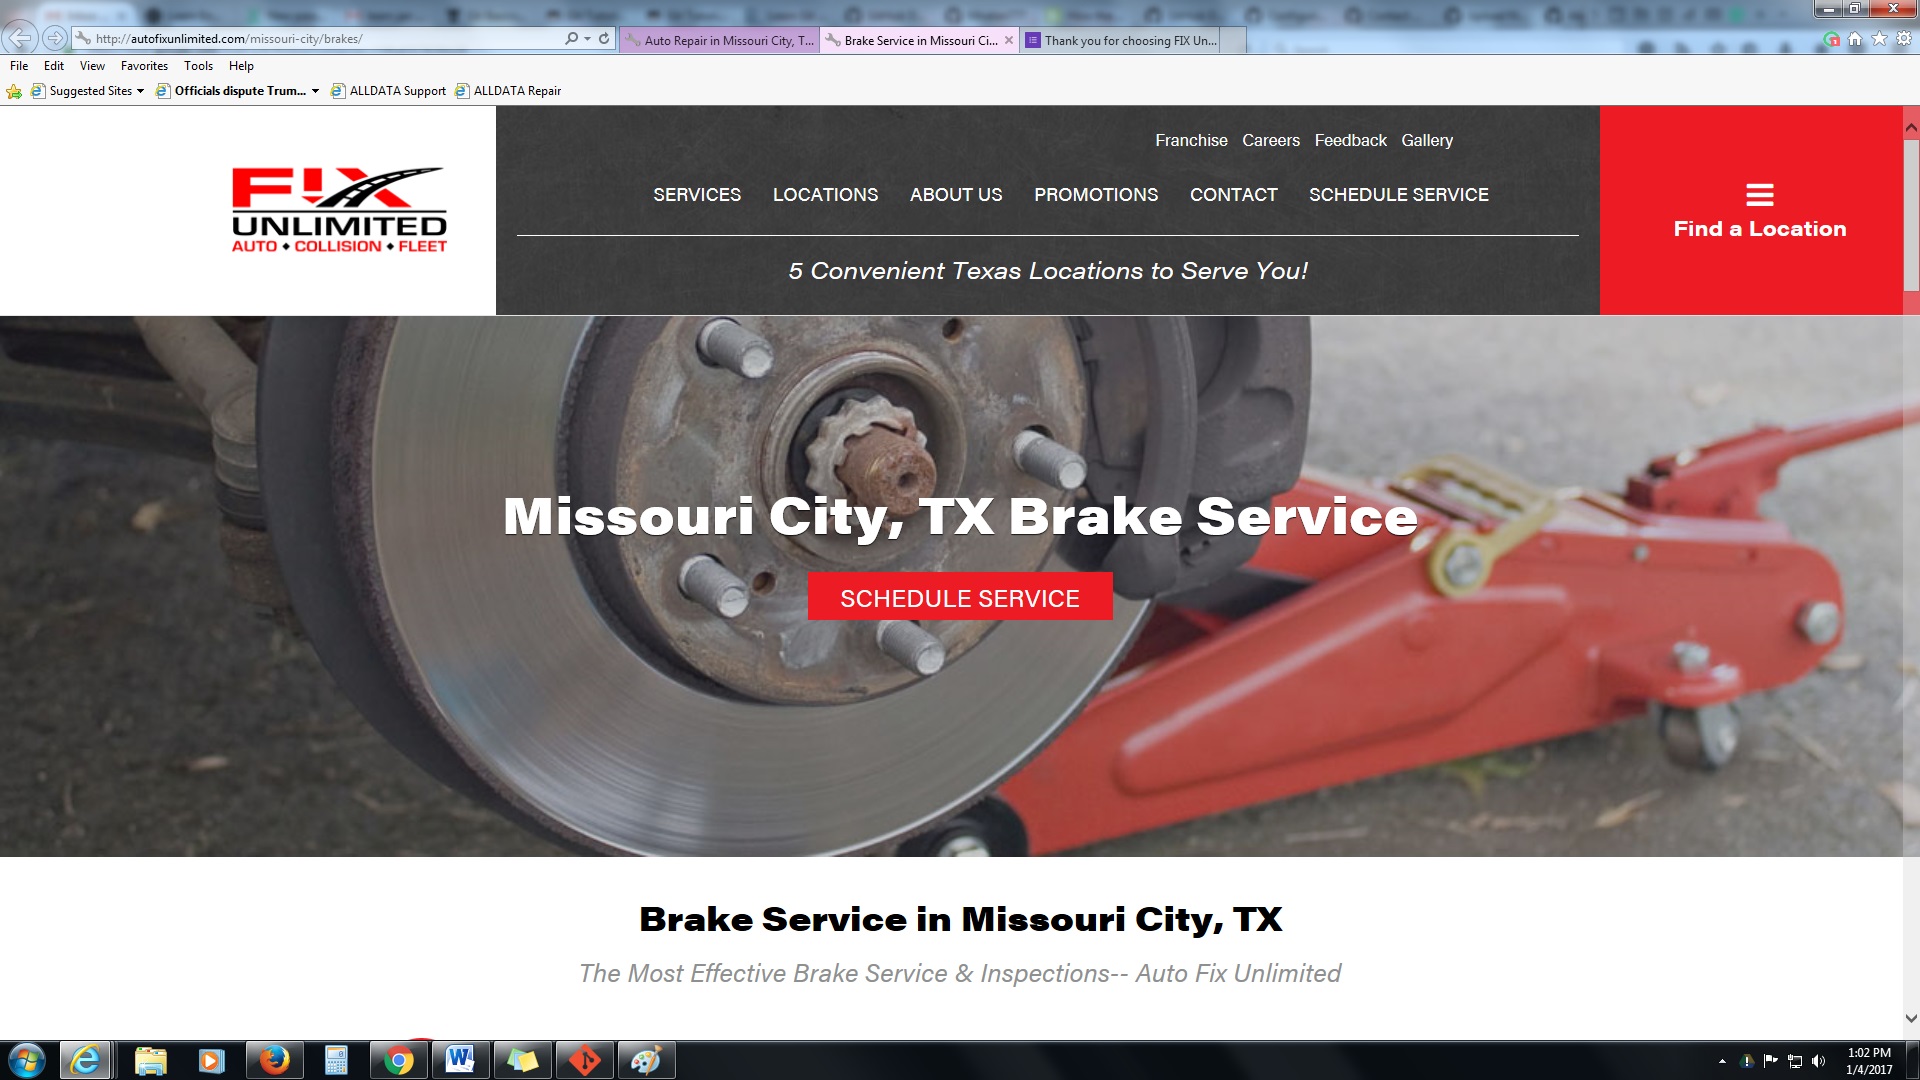 http://autofixunlimited.com/missouri-city/brakes/
Auto Repair in Missouri City, T...
Brake Service in Missouri Ci...
Thank you for choosing FIX Un...
File Edit View Favorites Tools Help
Suggested Sites Officials dispute Trum... ALLDATA Support ALLDATA Repair
Franchise Careers Feedback Gallery
FIX
UNLIMITED
AUTO • COLLISION • FLEET
SERVICES LOCATIONS ABOUT US PROMOTIONS CONTACT SCHEDULE SERVICE
Find a Location
5 Convenient Texas Locations to Serve You!
Missouri City, TX Brake Service
SCHEDULE SERVICE
Brake Service in Missouri City, TX
The Most Effective Brake Service & Inspections-- Auto Fix Unlimited
1:02 PM
1/4/2017